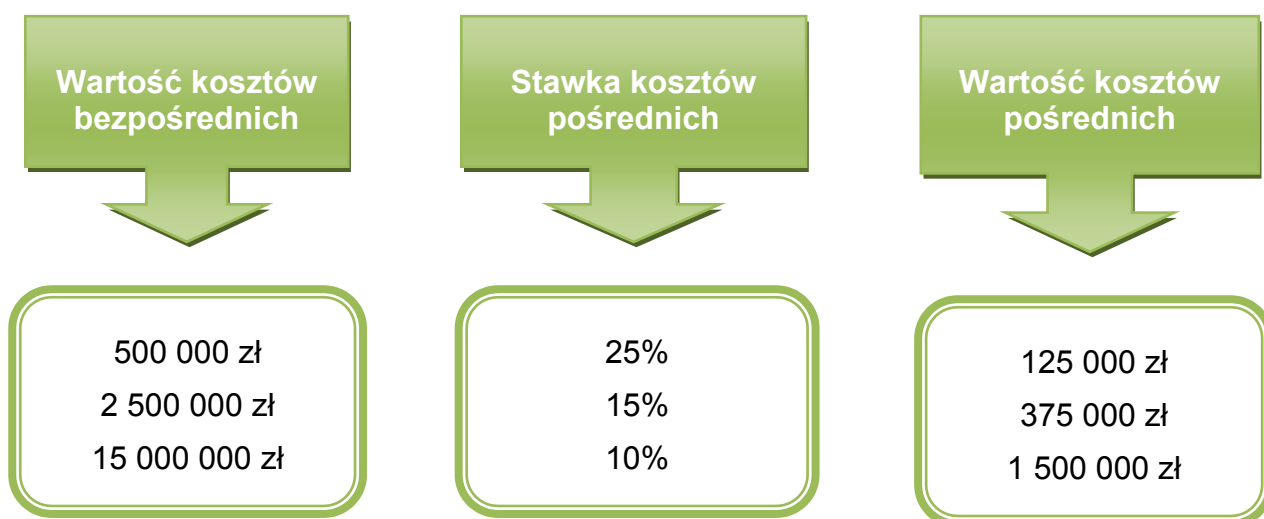 Wartość kosztów
bezpośrednich
500 000 zł
2 500 000 zł
15 000 000 zł
Stawka kosztów
pośrednich
25%
15%
10%
Wartość kosztów
pośrednich
125 000 zł
375 000 zł
1 500 000 zł